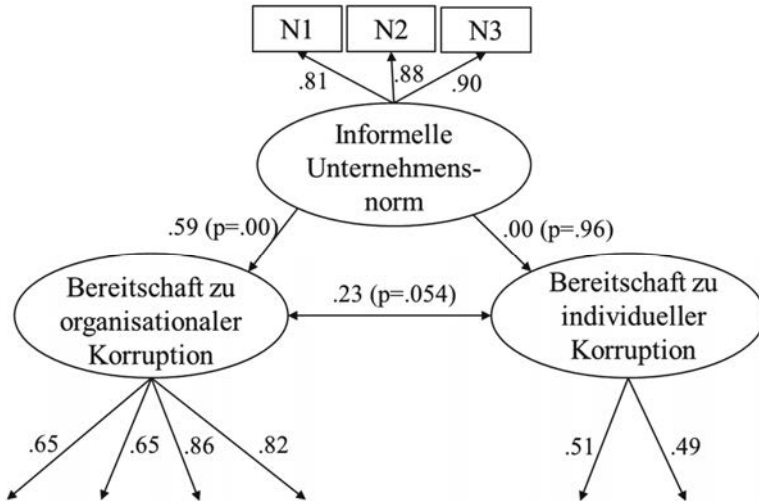 N1 N2 N3
.81 .88 .90
Informelle
Unternehmens-
norm
.59 (p=.00) .00 (p=.96)
Bereitschaft zu
organisationaler
Korruption
.23 (p=.054)
Bereitschaft zu
individueller
Korruption
.65 .65 .86 .82
.51 .49